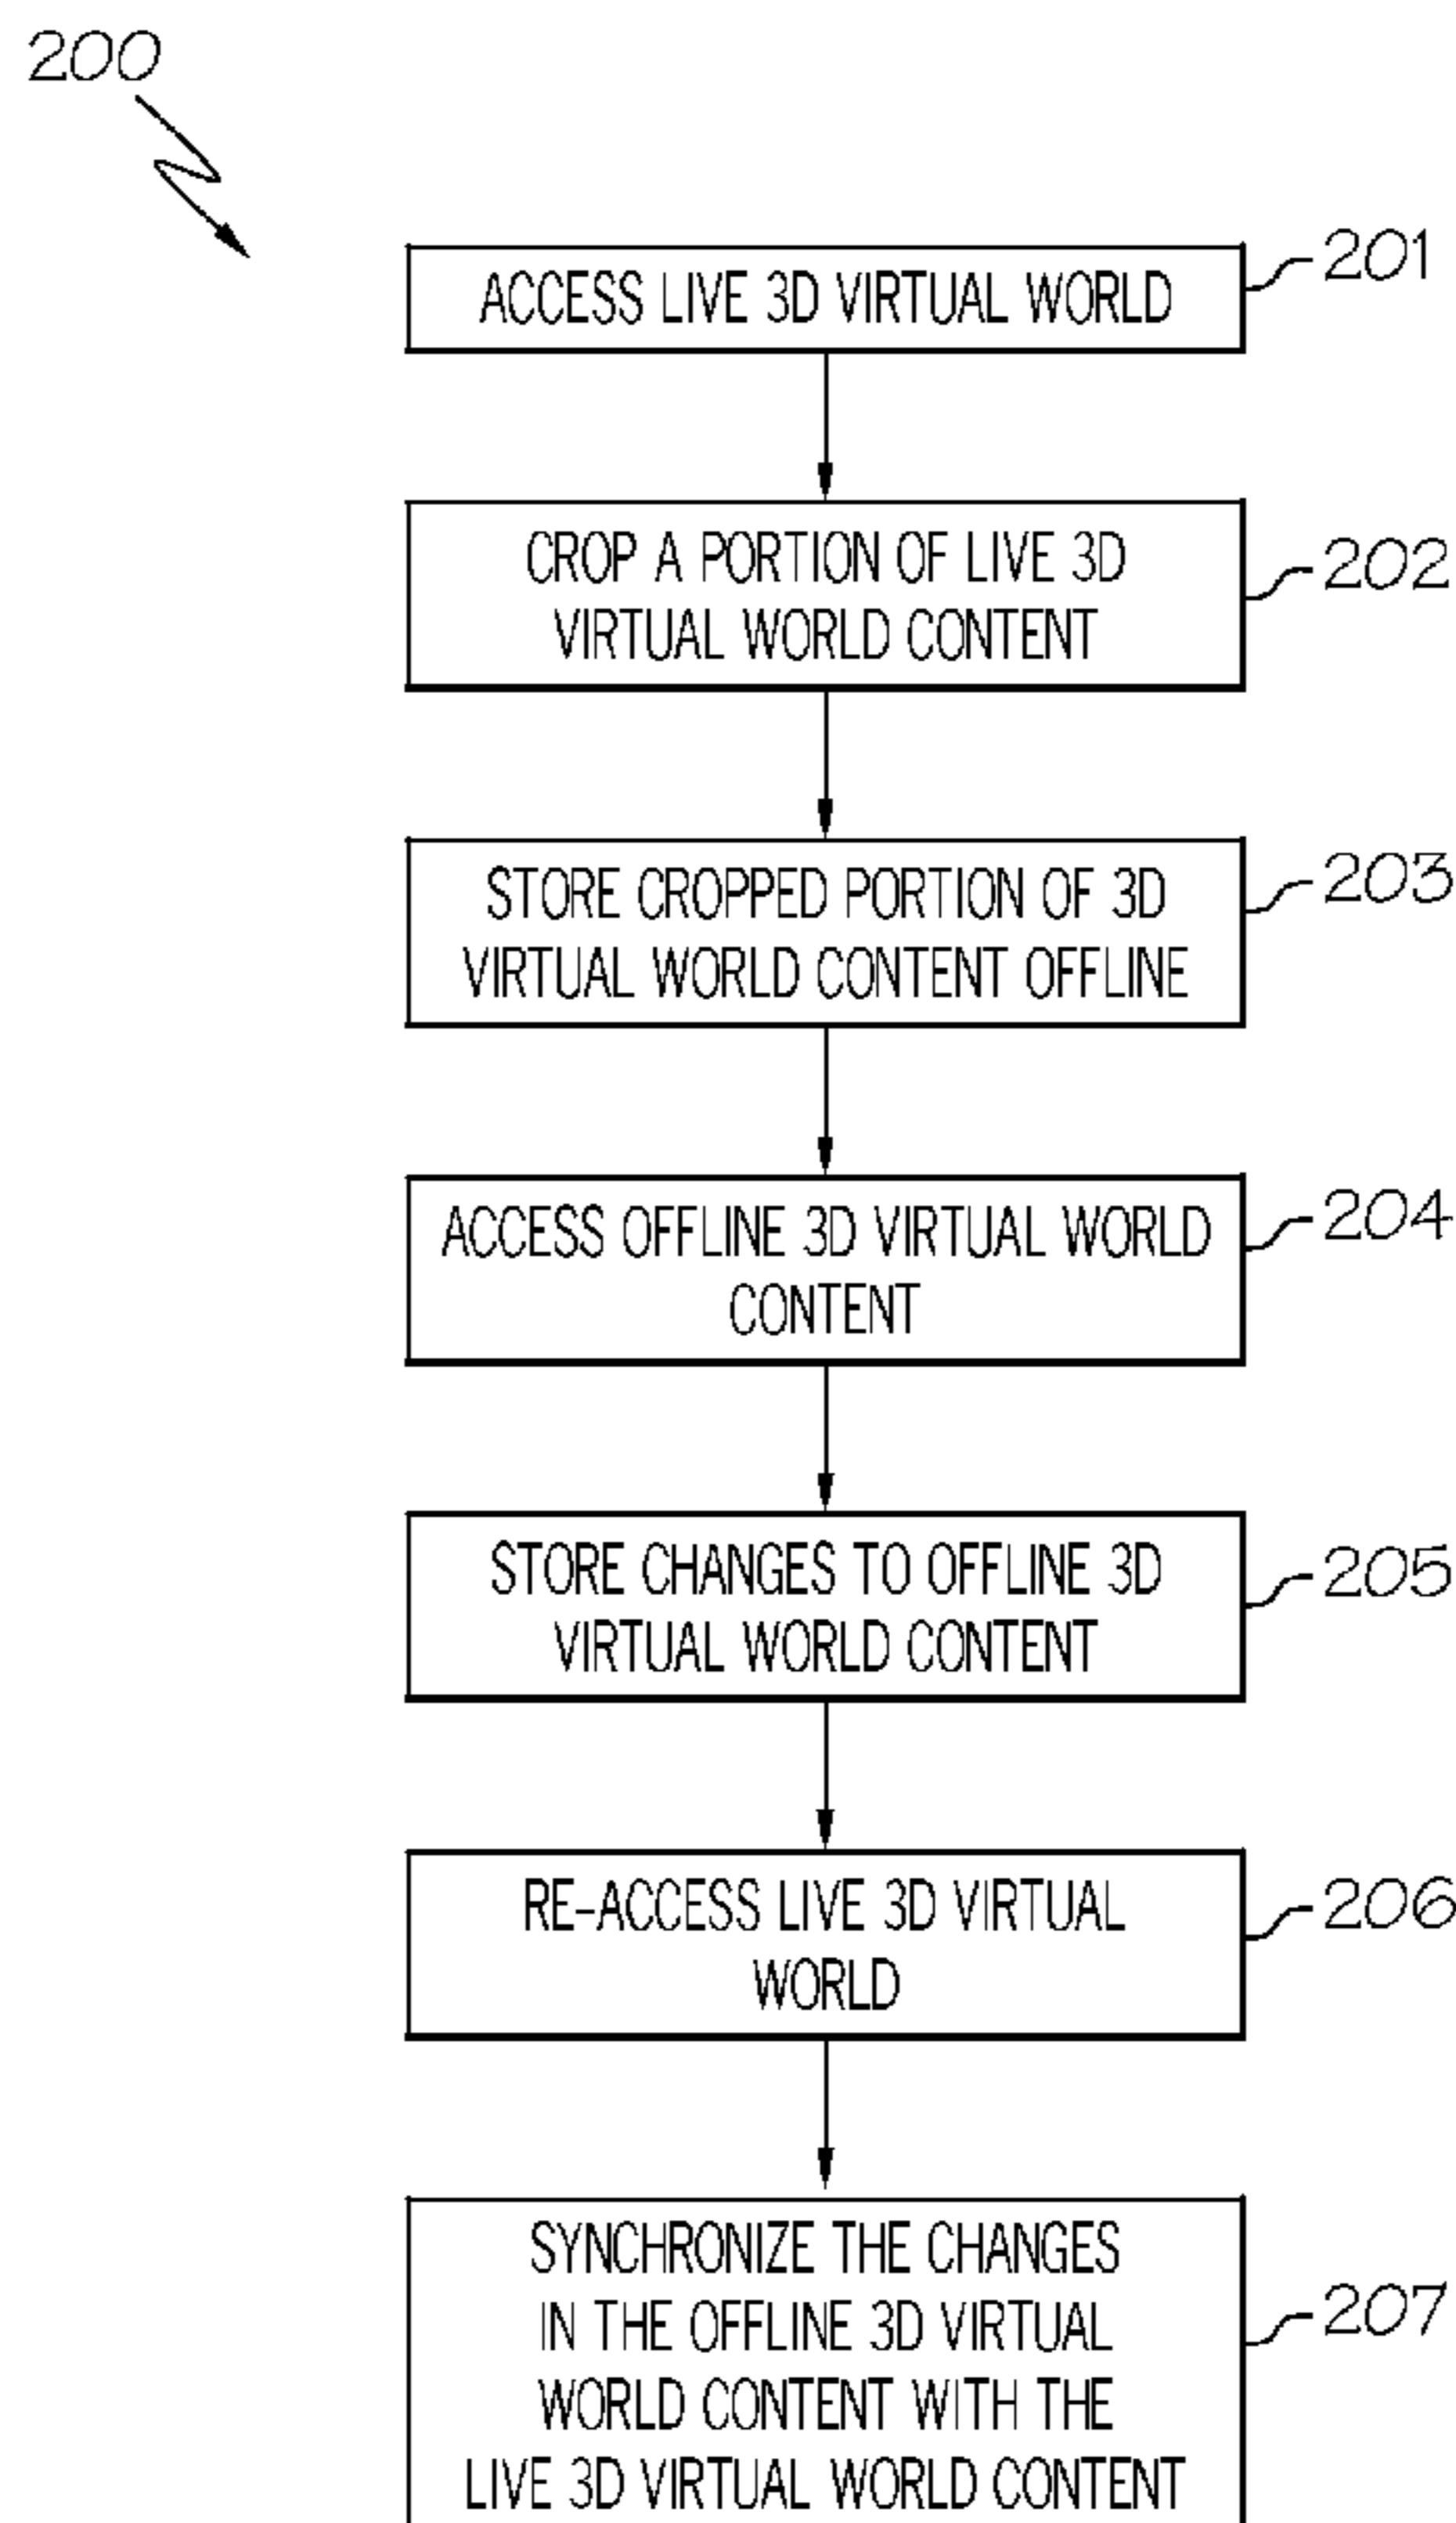 200
ACCESS LIVE 3D VIRTUAL WORLD
201
CROP A PORTION OF LIVE 3D
VIRTUAL WORLD CONTENT
202
STORE CROPPED PORTION OF 3D
VIRTUAL WORLD CONTENT OFFLINE
203
ACCESS OFFLINE 3D VIRTUAL WORLD
CONTENT
204
STORE CHANGES TO OFFLINE 3D
VIRTUAL WORLD CONTENT
205
RE-ACCESS LIVE 3D VIRTUAL
WORLD
206
SYNCHRONIZE THE CHANGES
IN THE OFFLINE 3D VIRTUAL
WORLD CONTENT WITH THE
LIVE 3D VIRTUAL WORLD CONTENT
207